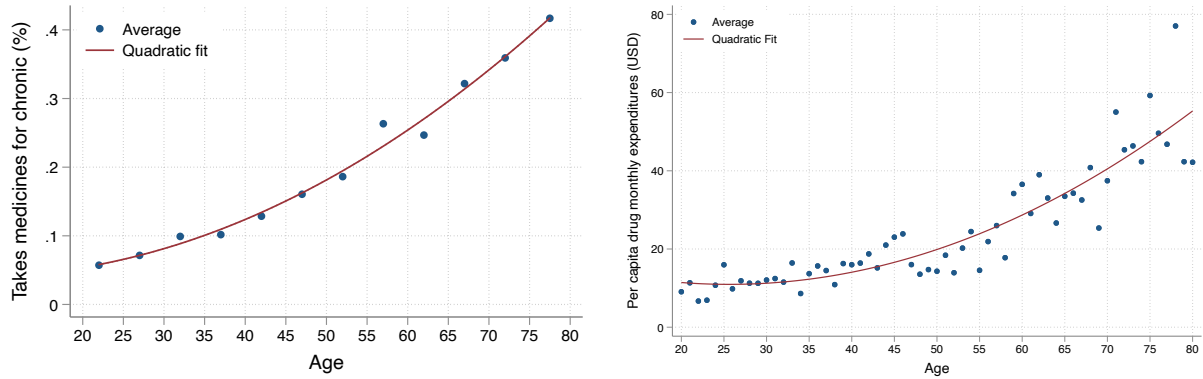 Takes medicines for chronic (%)
.4
.3
.2
.1
0
Average
Quadratic fit
20 25 30 35 40 45 50 55 60 65 70 75 80
Age
Per capita drug monthly expenditures (USD)
80
60
40
20
0
Average
Quadratic Fit
20 25 30 35 40 45 50 55 60 65 70 75 80
Age